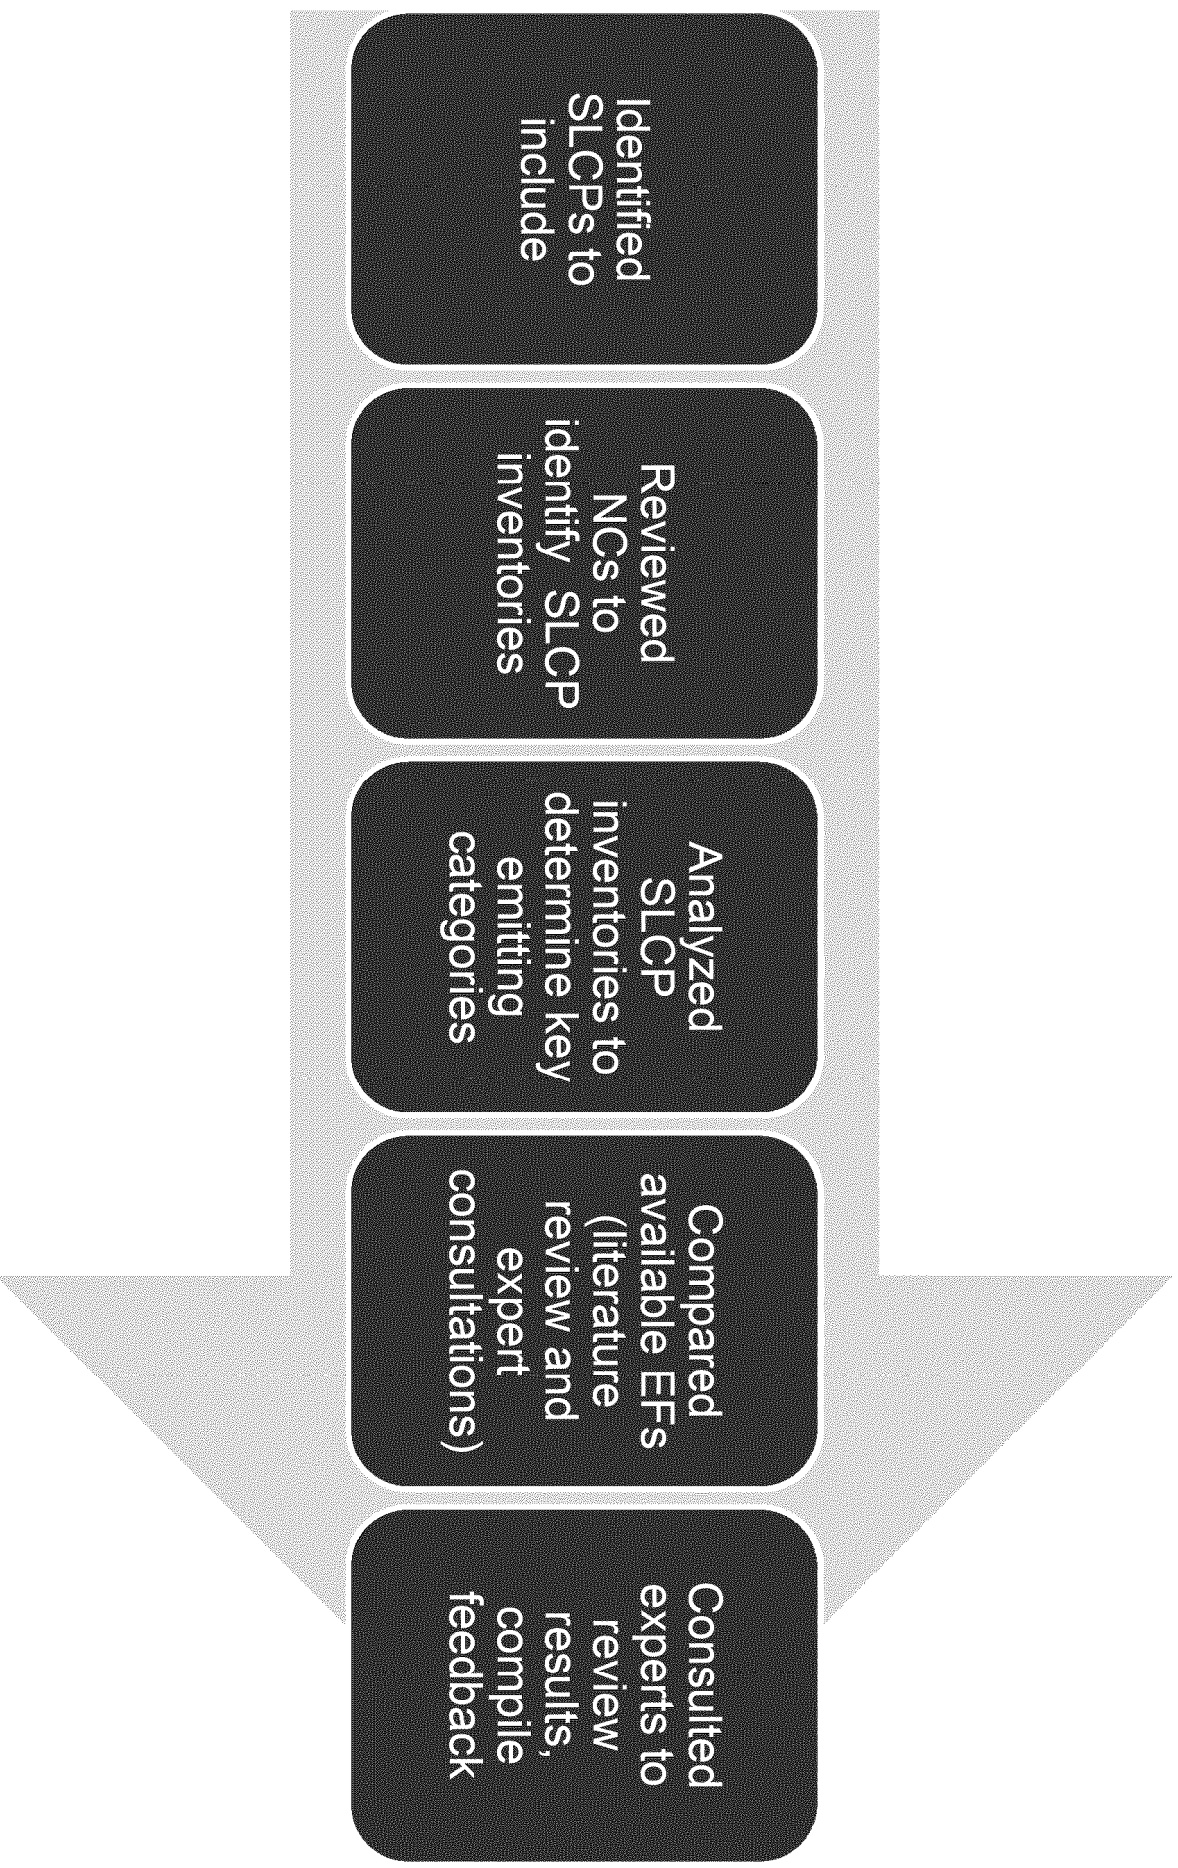 Identified
SLCPs to
include
Reviewed
NCs to
identify  SLCP
inventories
Analyzed
SLCP
inventories to
determine key
emitting
categories
Compared
available EFs
(literature
review and
expert
consultations)
Consulted
experts to
review
results,
compile
feedback